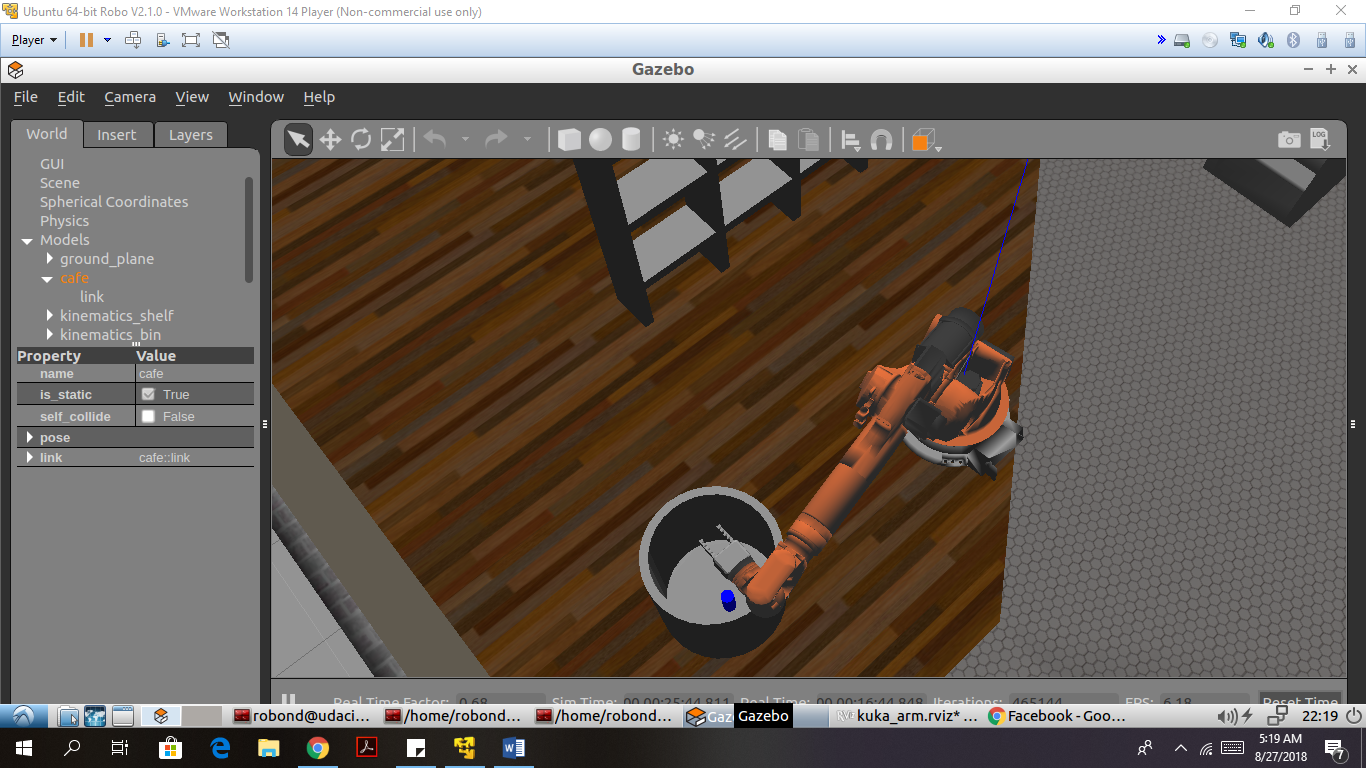 Ubuntu 64-bit Robo V2.1.0 - VMware Workstation 14 Player (Non-commercial use only)
Player
Gazebo
File Edit Camera View Window Help
World Insert Layers
LOG
GUI
Scene
Spherical Coordinates
Physics
Models
ground_plane
cafe
link
kinematics_shelf
kinematics_bin
Property Value
name cafe
is_static True
self_collide False
pose
link cafe::link
Real Time Factor: 0.68 Sim Time: 00 00:25:44.811 Real Time: 00 00:16:44.848 Iterations: 465144 FPS: 6.18 Reset Time
robond@udaci... /home/robond... /home/robond... Gaz Gazebo RViz kuka_arm.rviz* ... Facebook - Goo... 22:19
5:19 AM
8/27/2018
7